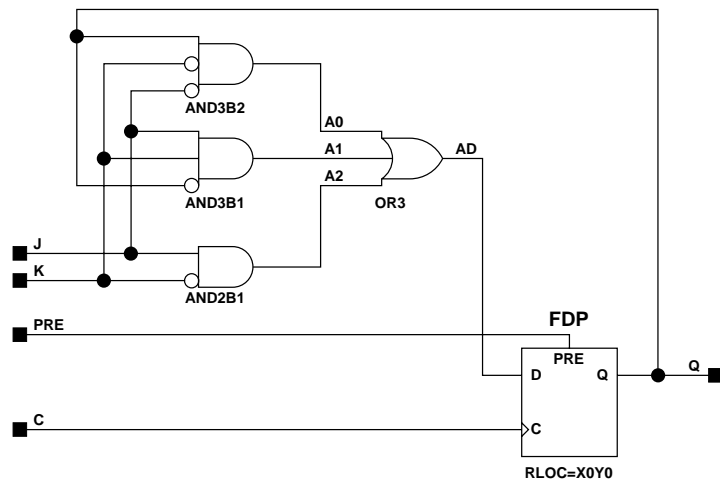 AND3B2
A0
A1
AD
A2
AND3B1
OR3
J
K
AND2B1
PRE
FDP
PRE
D
Q
Q
C
C
RLOC=X0Y0